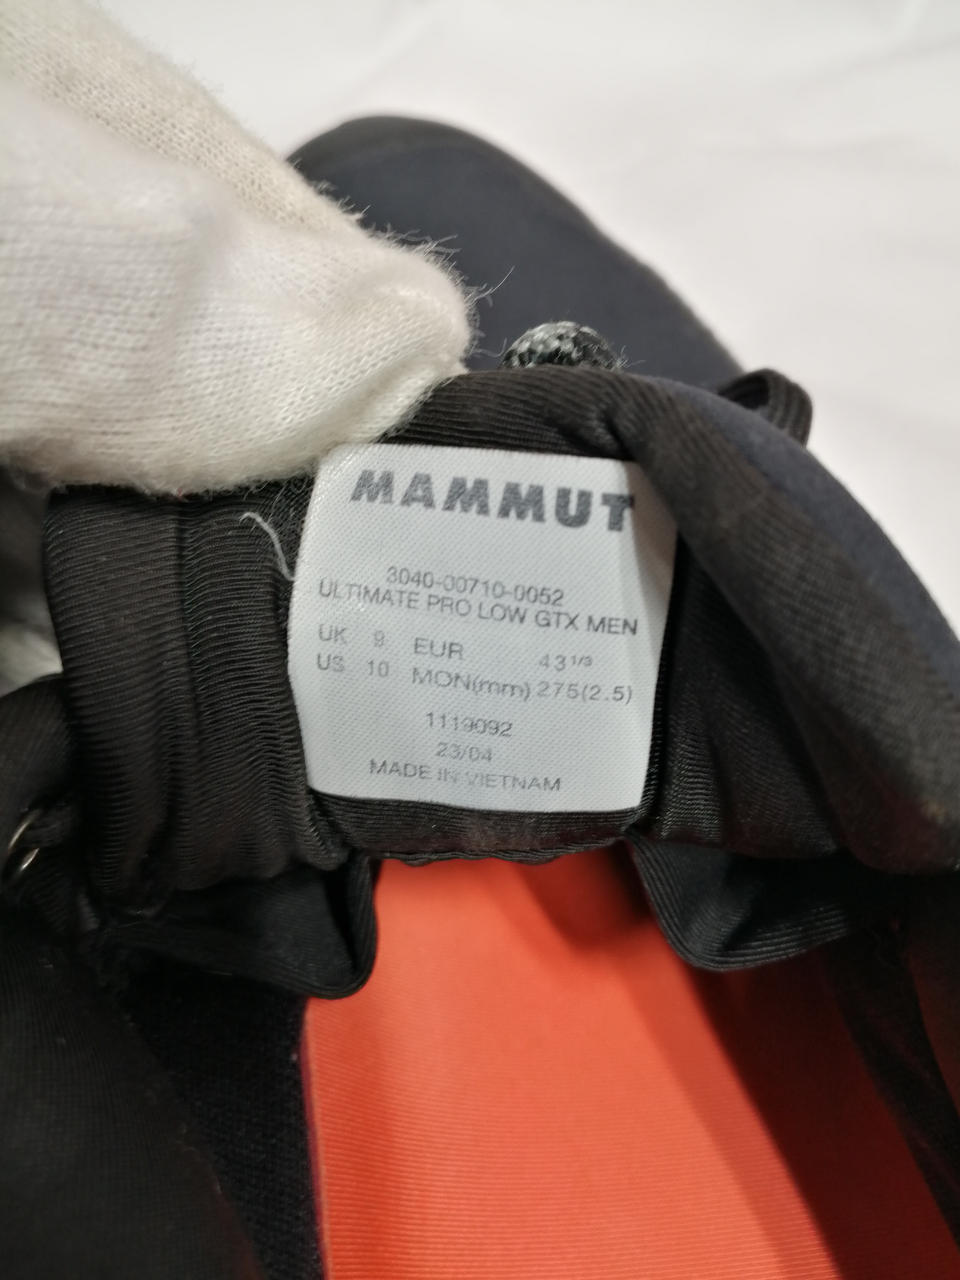 MAMMUT
3040-00710-0052
ULTIMATE PRO LOW GTX MEN
UK 9 EUR 43 1/3
US 10 MON(mm) 275(2.5)
1119092
23/04
MADE IN VIETNAM